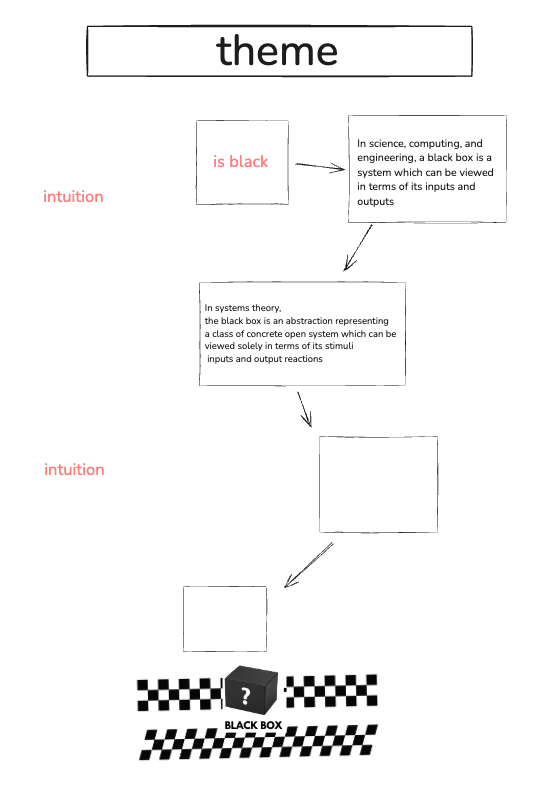 theme
is black
In science, computing, and
engineering, a black box is a
system which can be viewed
in terms of its inputs and
outputs
intuition
In systems theory,
the black box is an abstraction representing
a class of concrete open system which can be
viewed solely in terms of its stimuli
inputs and output reactions
intuition
?
BLACK BOX